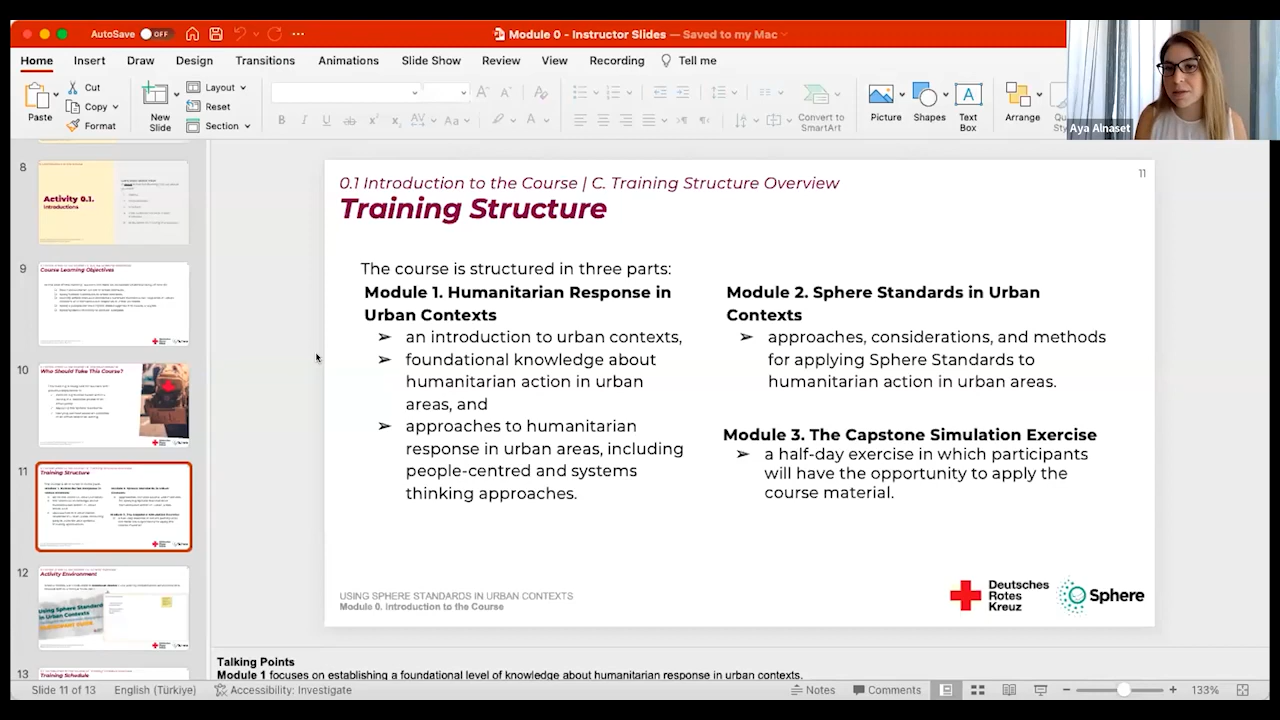 AutoSave OFF
Module 0 - Instructor Slides — Saved to my Mac
Home Insert Draw Design Transitions Animations Slide Show Review View Recording Tell me
Paste
Cut
Copy
Format
New
Slide
Layout
Reset
Section
Convert to
SmartArt
Picture
Shapes
Text
Box
Arrange
Aya Alnaset
8
Activity 0.1.
Introductions
9
Course Learning Objectives
10
Who Should Take This Course?
11
Training Structure
12
Activity Environment
Using Sphere Standards
in Urban Contexts
13
Training Schedule
11
0.1 Introduction to the Course | C. Training Structure Overview
Training Structure
The course is structured in three parts:
Module 1. Humanitarian Response in
Urban Contexts
➢ an introduction to urban contexts,
➢ foundational knowledge about
humanitarian action in urban
areas, and
➢ approaches to humanitarian
response in urban areas, including
people-centred and systems
thinking approaches.
Module 2. Sphere Standards in Urban
Contexts
➢ approaches, considerations, and methods
for applying Sphere Standards to
humanitarian action in urban areas.
Module 3. The Capstone Simulation Exercise
➢ a half-day exercise in which participants
will have the opportunity to apply the
course material.
USING SPHERE STANDARDS IN URBAN CONTEXTS
Module 0. Introduction to the Course
Deutsches
Rotes
Kreuz
Sphere
Talking Points
Module 1 focuses on establishing a foundational level of knowledge about humanitarian response in urban contexts.
Slide 11 of 13 English (Türkiye) Accessibility: Investigate Notes Comments 133%